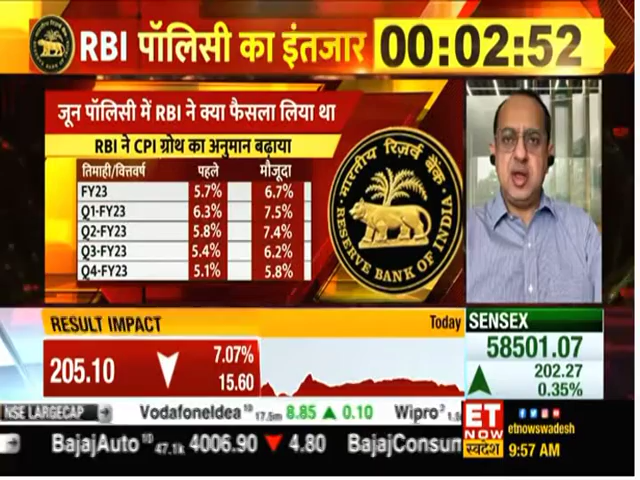 RBI पॉलिसी का इंतजार 00:02:52
जून पॉलिसी में RBI ने क्या फैसला लिया था
RBI ने CPI ग्रोथ का अनुमान बढ़ाया
तिमाही/वित्तवर्ष पहले मौजूदा
FY23 5.7% 6.7%
Q1-FY23 6.3% 7.5%
Q2-FY23 5.8% 7.4%
Q3-FY23 5.4% 6.2%
Q4-FY23 5.1% 5.8%
भारतीय रिज़र्व बैंक
RESERVE BANK OF INDIA
RESULT IMPACT Today
205.10 7.07%
15.60
SENSEX
58501.07
202.27
0.35%
NSE LARGECAP VodafoneIdea 17.5m 8.85 0.10 Wipro
BajajAuto 47.1k 4006.90 4.80 BajajConsum
ET
NOW
स्वदेश
etnowswadesh
9:57 AM